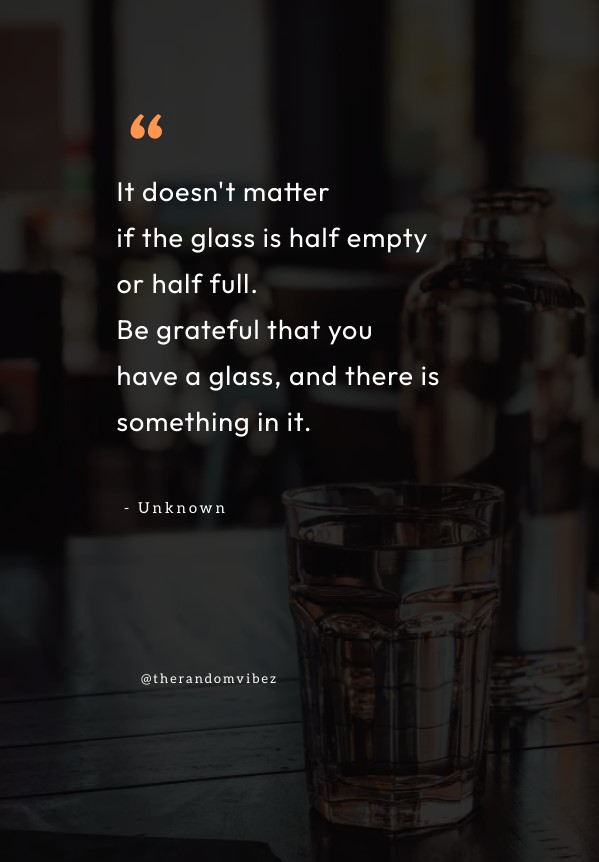 “
It doesn't matter
if the glass is half empty
or half full.
Be grateful that you
have a glass, and there is
something in it.
- Unknown
@therandomvibez